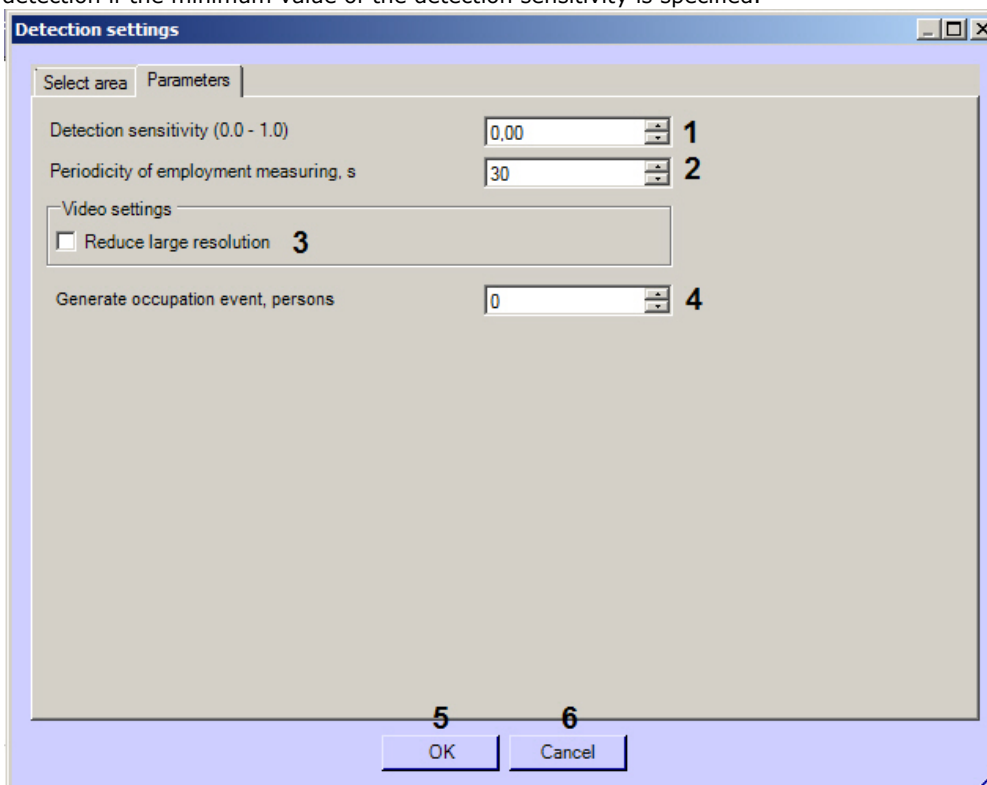 detection if the minimum value of the detection sensitivity is specified.
Detection settings
Select area Parameters
Detection sensitivity (0.0 - 1.0) 0,00 1
Periodicity of employment measuring, s 30 2
Video settings
Reduce large resolution 3
Generate occupation event, persons 0 4
5 6
OK Cancel